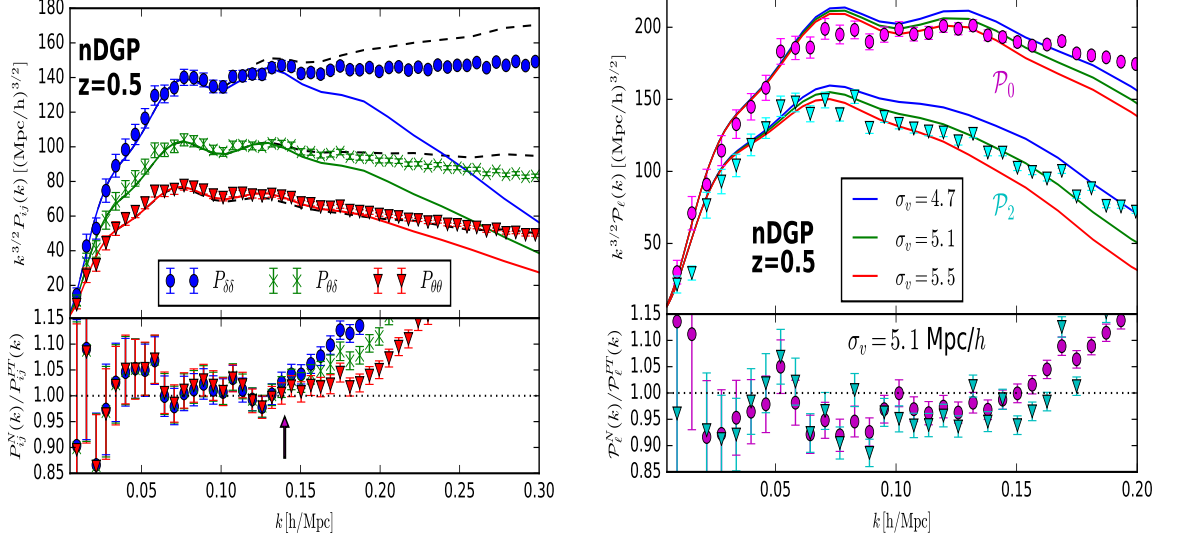 180
160
140
120
100
80
60
40
20
k^{3/2} P_{ij}(k) [(Mpc/h)^{3/2}]
nDGP
z=0.5
P_{δδ} P_{θδ} P_{θθ}
1.15
1.10
1.05
1.00
0.95
0.90
0.85
P^N_{ij}(k)/P^{PT}_{ij}(k)
0.05 0.10 0.15 0.20 0.25 0.30
k [h/Mpc]
200
150
100
50
k^{3/2} P_ℓ(k) [(Mpc/h)^{3/2}]
P_0
P_2
nDGP
z=0.5
σ_v = 4.7
σ_v = 5.1
σ_v = 5.5
1.15
1.10
1.05
1.00
0.95
0.90
0.85
P^N_ℓ(k)/P^{PT}_ℓ(k)
σ_v = 5.1 Mpc/h
0.05 0.10 0.15 0.20
k [h/Mpc]